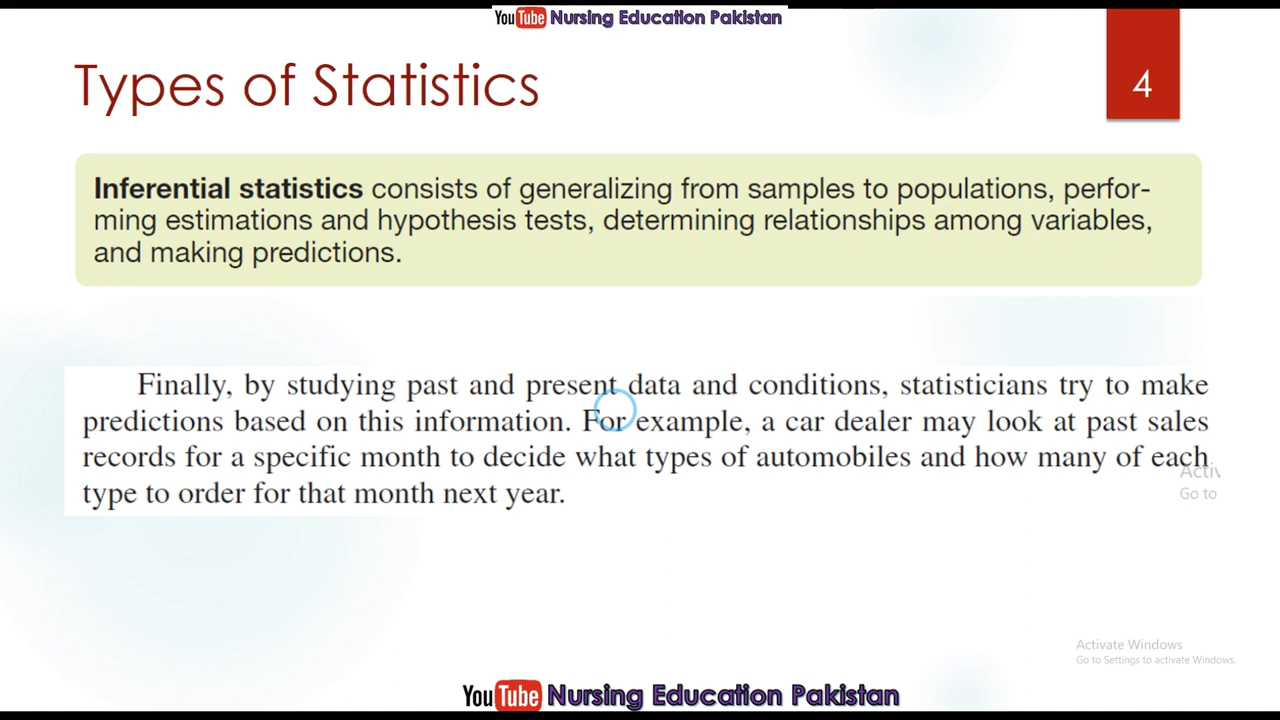 YouTube Nursing Education Pakistan
Types of Statistics
4
Inferential statistics consists of generalizing from samples to populations, perfor-
ming estimations and hypothesis tests, determining relationships among variables,
and making predictions.
Finally, by studying past and present data and conditions, statisticians try to make
predictions based on this information. For example, a car dealer may look at past sales
records for a specific month to decide what types of automobiles and how many of each
type to order for that month next year.
Activ
Go to
Activate Windows
Go to Settings to activate Windows.
YouTube Nursing Education Pakistan